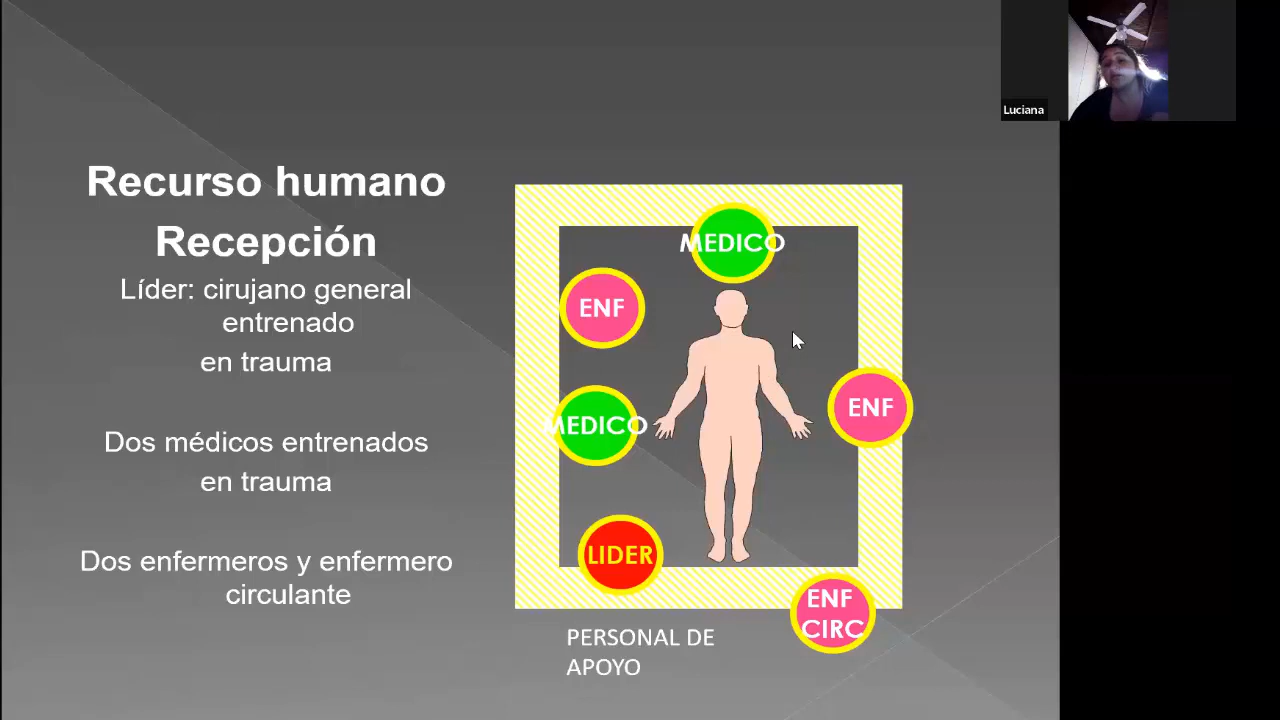 Luciana
Recurso humano
Recepción
Líder: cirujano general
entrenado
en trauma
Dos médicos entrenados
en trauma
Dos enfermeros y enfermero
circulante
MEDICO
ENF
ENF
MEDICO
LIDER
ENF
CIRC
PERSONAL DE
APOYO